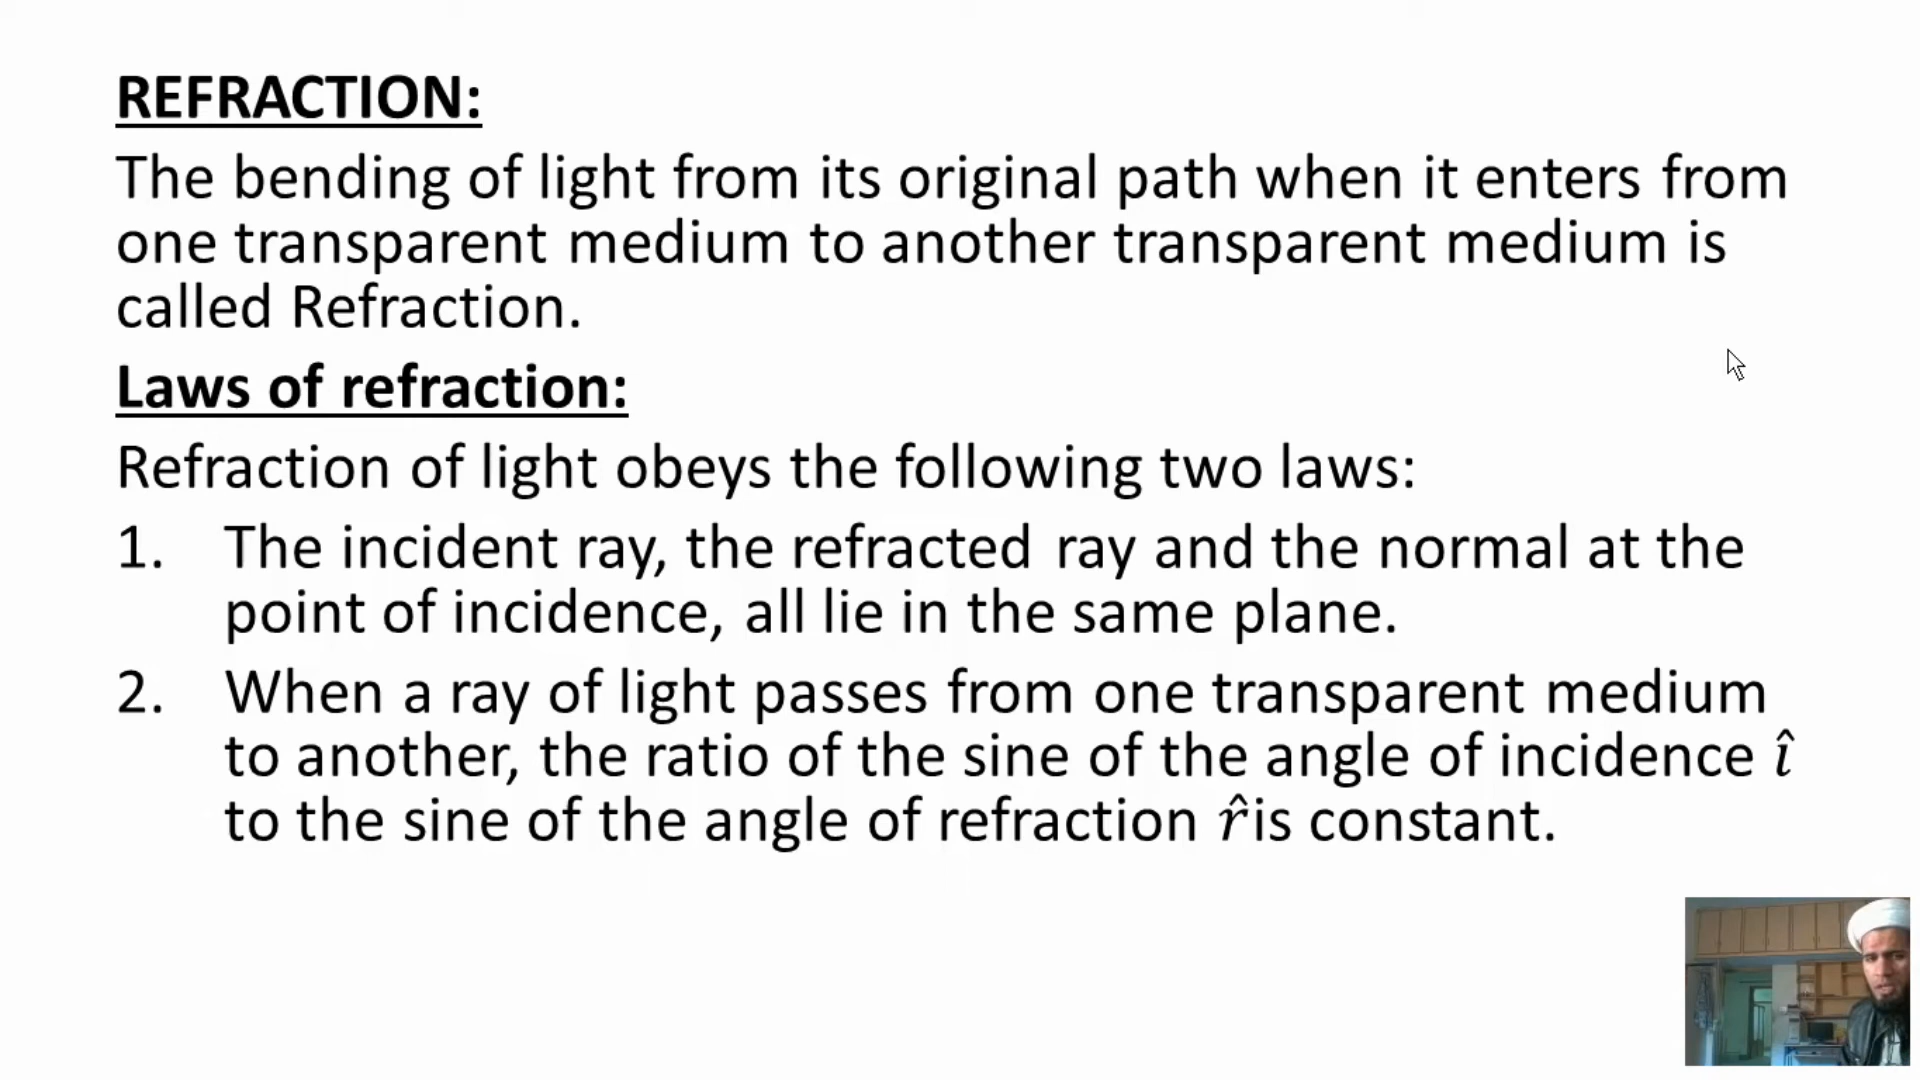 REFRACTION:
The bending of light from its original path when it enters from
one transparent medium to another transparent medium is
called Refraction.
Laws of refraction:
Refraction of light obeys the following two laws:
1. The incident ray, the refracted ray and the normal at the
point of incidence, all lie in the same plane.
2. When a ray of light passes from one transparent medium
to another, the ratio of the sine of the angle of incidence î
to the sine of the angle of refraction r̂ is constant.